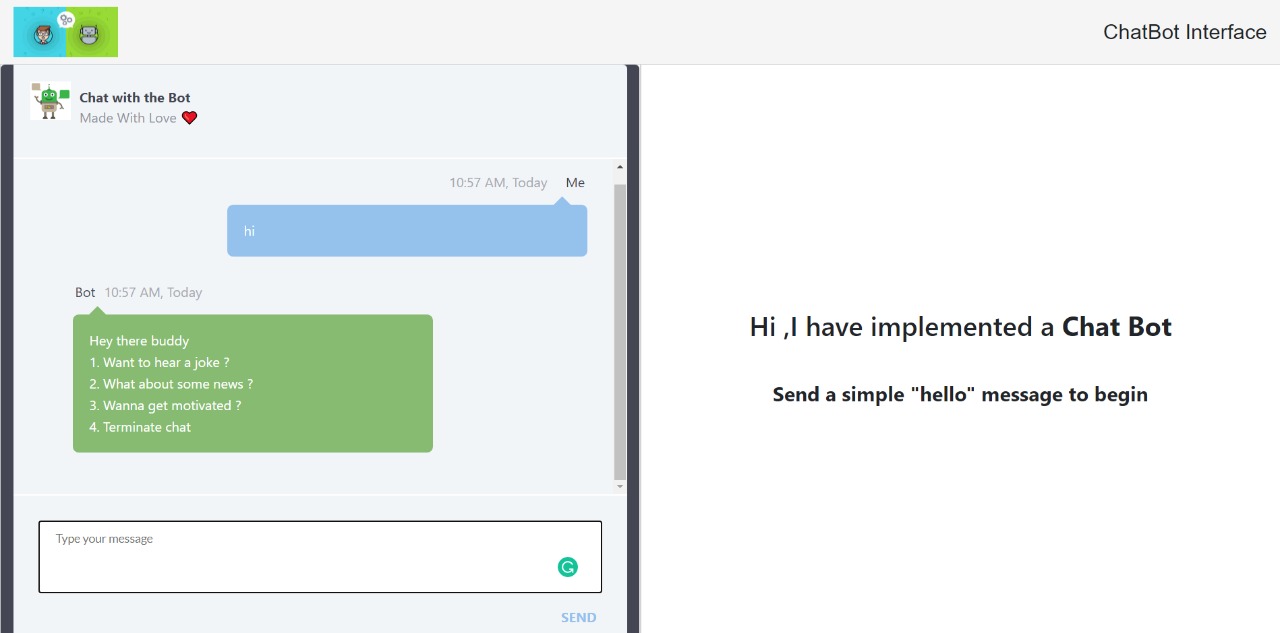 ChatBot Interface
Chat with the Bot
Made With Love ❤
10:57 AM, Today Me
hi
Bot 10:57 AM, Today
Hey there buddy
1. Want to hear a joke ?
2. What about some news ?
3. Wanna get motivated ?
4. Terminate chat
Type your message
SEND
Hi ,I have implemented a Chat Bot
Send a simple "hello" message to begin